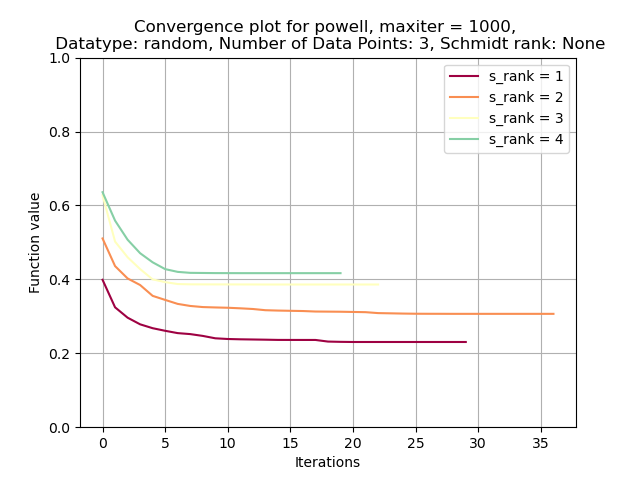 Convergence plot for powell, maxiter = 1000,
Datatype: random, Number of Data Points: 3, Schmidt rank: None
s_rank = 1
s_rank = 2
s_rank = 3
s_rank = 4
Function value
1.0
0.8
0.6
0.4
0.2
0.0
0 5 10 15 20 25 30 35
Iterations